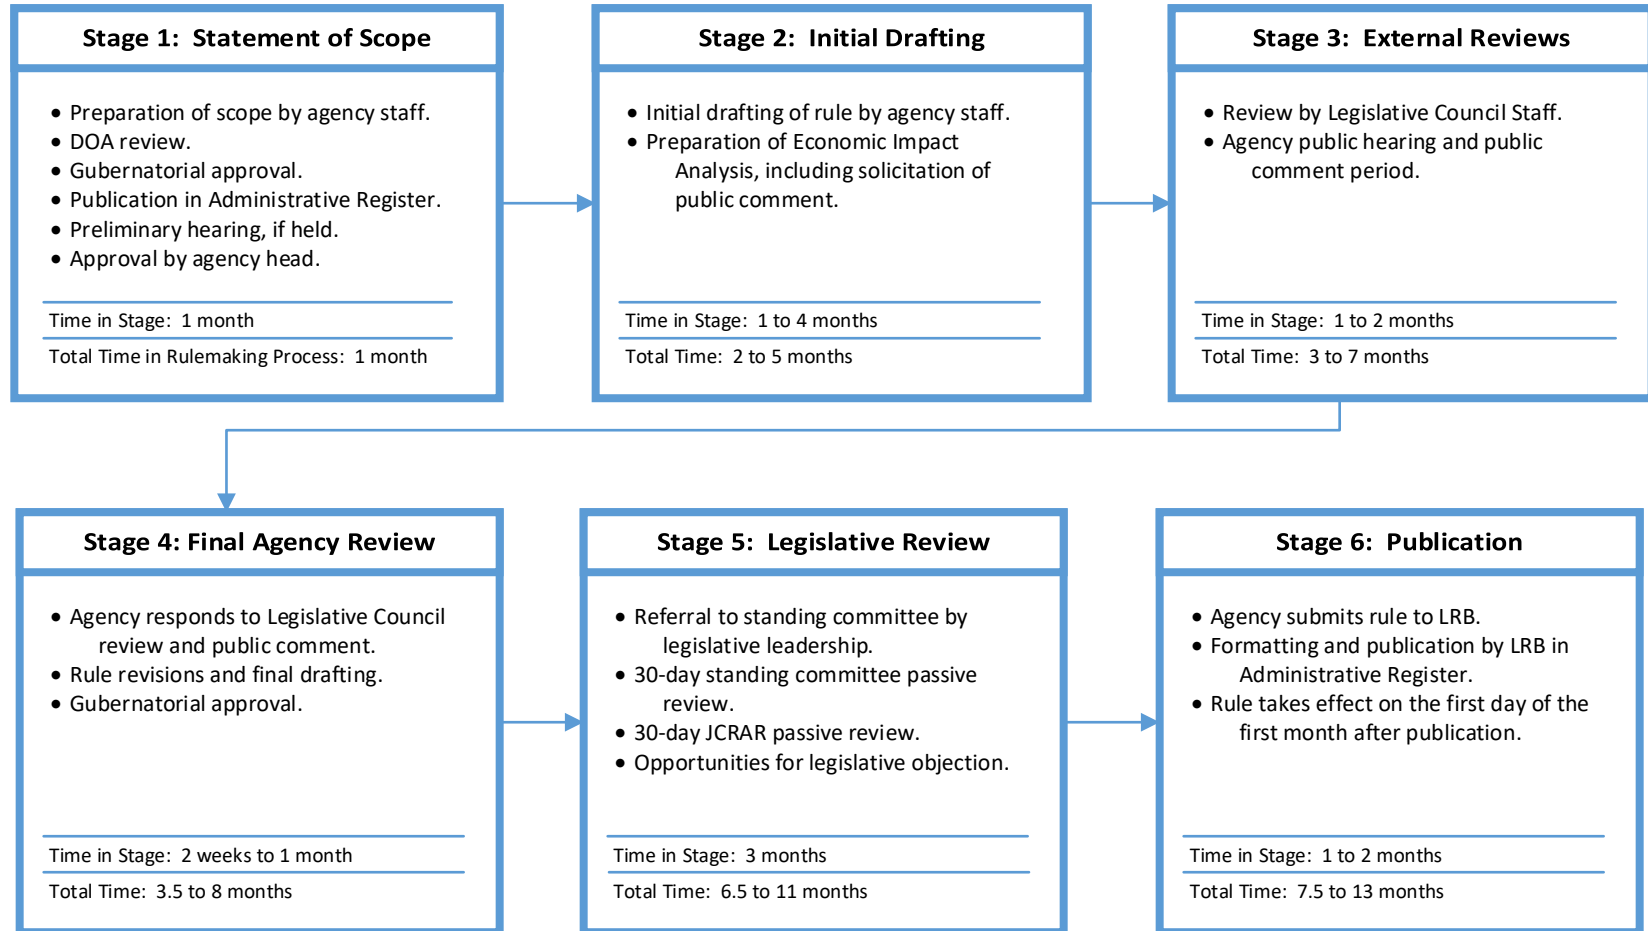 Stage 1: Statement of Scope
• Preparation of scope by agency staff.
• DOA review.
• Gubernatorial approval.
• Publication in Administrative Register.
• Preliminary hearing, if held.
• Approval by agency head.
Time in Stage: 1 month
Total Time in Rulemaking Process: 1 month
Stage 2: Initial Drafting
• Initial drafting of rule by agency staff.
• Preparation of Economic Impact
Analysis, including solicitation of
public comment.
Time in Stage: 1 to 4 months
Total Time: 2 to 5 months
Stage 3: External Reviews
• Review by Legislative Council Staff.
• Agency public hearing and public
comment period.
Time in Stage: 1 to 2 months
Total Time: 3 to 7 months
Stage 4: Final Agency Review
• Agency responds to Legislative Council
review and public comment.
• Rule revisions and final drafting.
• Gubernatorial approval.
Time in Stage: 2 weeks to 1 month
Total Time: 3.5 to 8 months
Stage 5: Legislative Review
• Referral to standing committee by
legislative leadership.
• 30-day standing committee passive
review.
• 30-day JCRAR passive review.
• Opportunities for legislative objection.
Time in Stage: 3 months
Total Time: 6.5 to 11 months
Stage 6: Publication
• Agency submits rule to LRB.
• Formatting and publication by LRB in
Administrative Register.
• Rule takes effect on the first day of the
first month after publication.
Time in Stage: 1 to 2 months
Total Time: 7.5 to 13 months